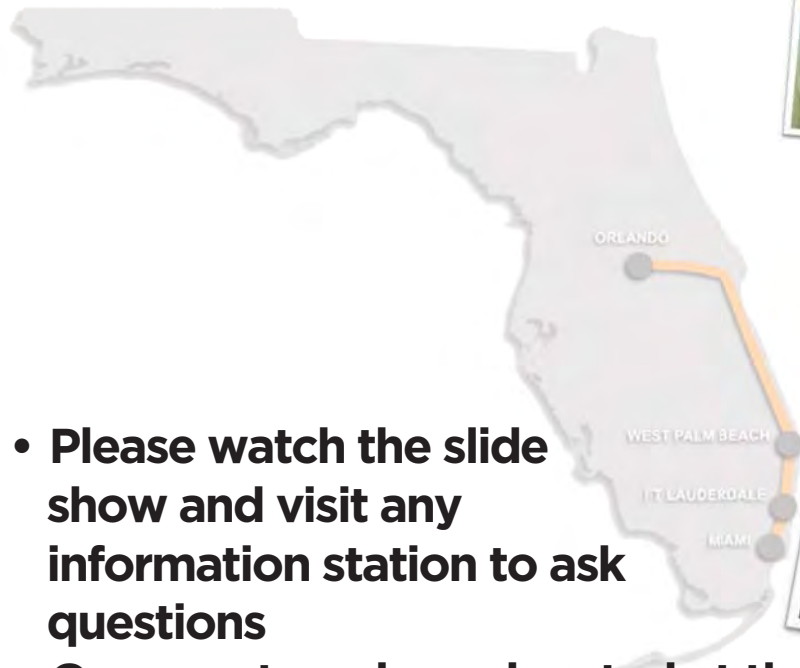 ORLANDO
WEST PALM BEACH
FT LAUDERDALE
MIAMI
• Please watch the slide
show and visit any
information station to ask
questions